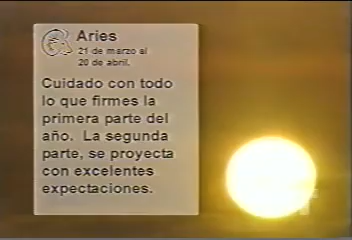 Aries
21 de marzo al
20 de abril.
Cuidado con todo
lo que firmes la
primera parte del
año. La segunda
parte, se proyecta
con excelentes
expectaciones.